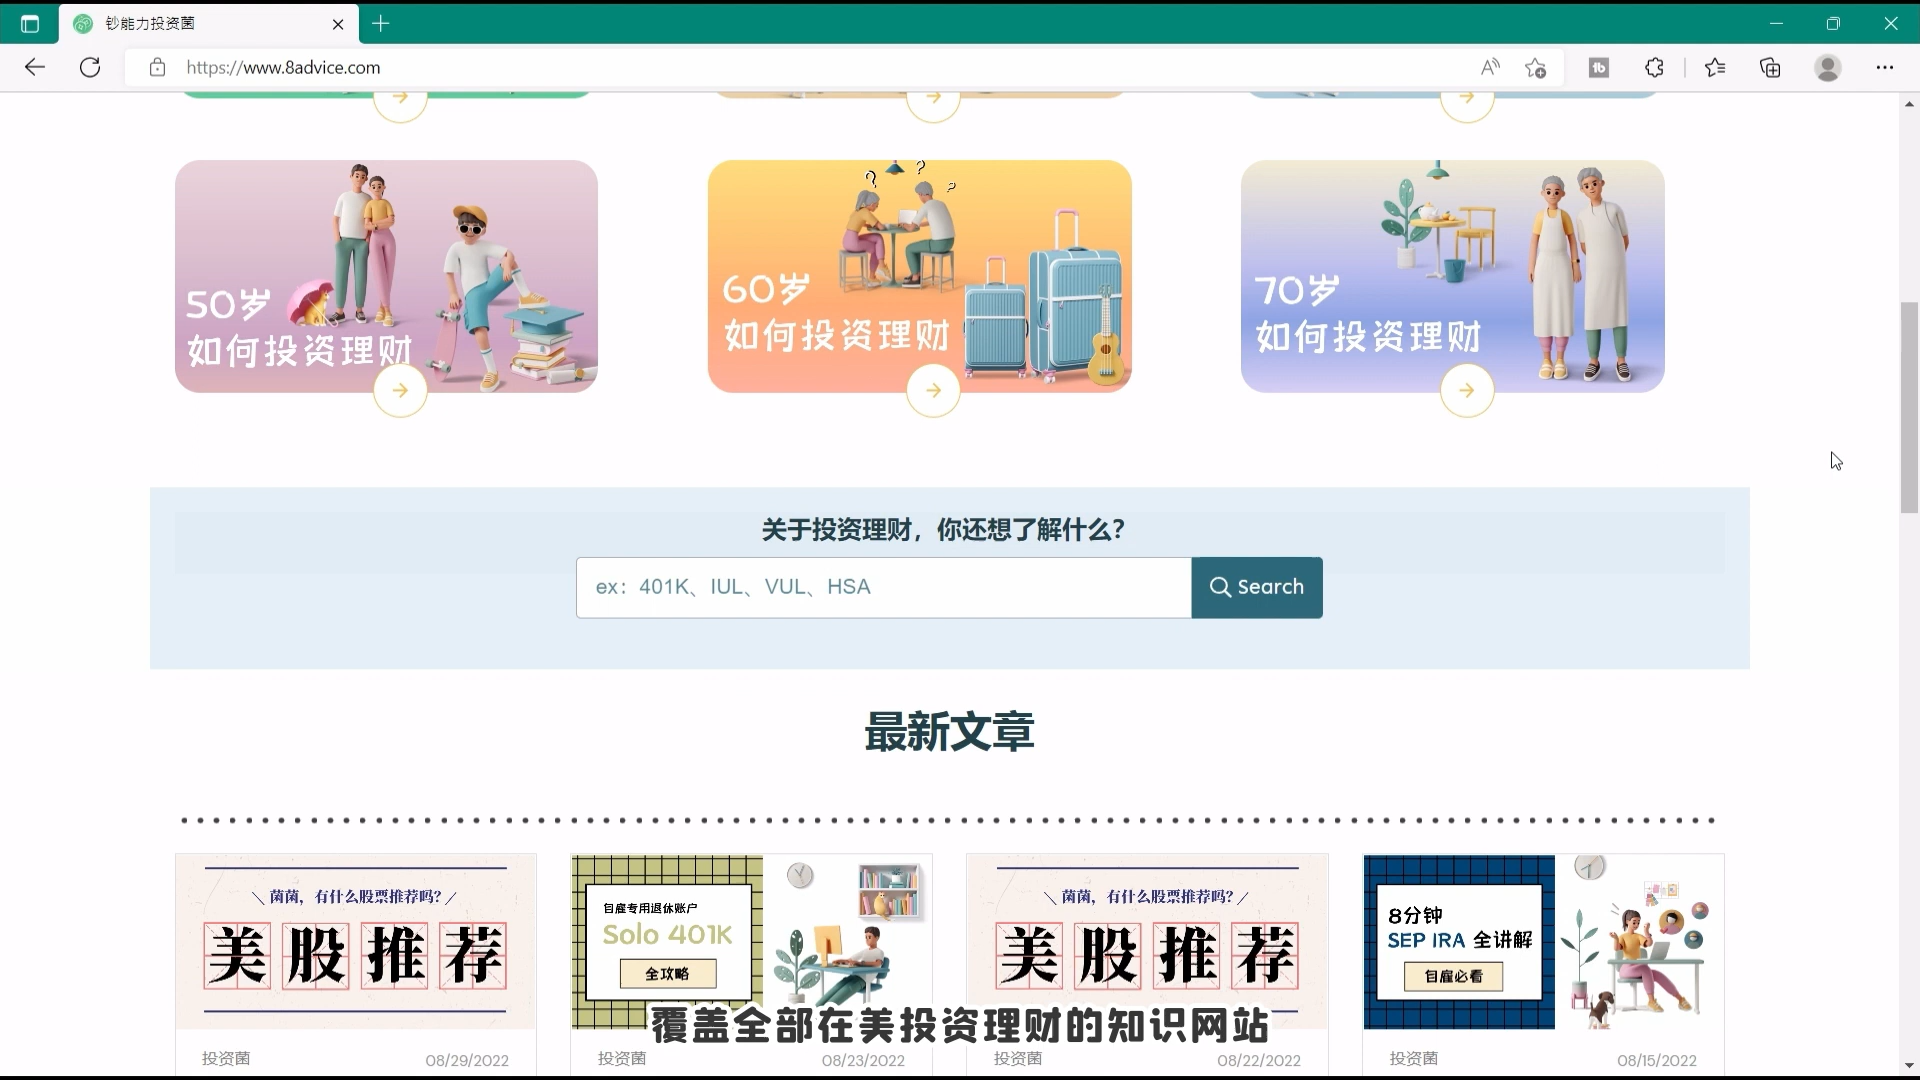 钞能力投资菌
https://www.8advice.com
50岁
如何投资理财
60岁
如何投资理财
70岁
如何投资理财
关于投资理财，你还想了解什么？
ex：401K、IUL、VUL、HSA
Search
最新文章
菌菌，有什么股票推荐吗？
美股推荐
自雇专用退休账户
Solo 401K
全攻略
菌菌，有什么股票推荐吗？
美股推荐
8分钟
SEP IRA 全讲解
自雇必看
覆盖全部在美投资理财的知识网站
投资菌
08/29/2022
投资菌
08/23/2022
投资菌
08/22/2022
投资菌
08/15/2022